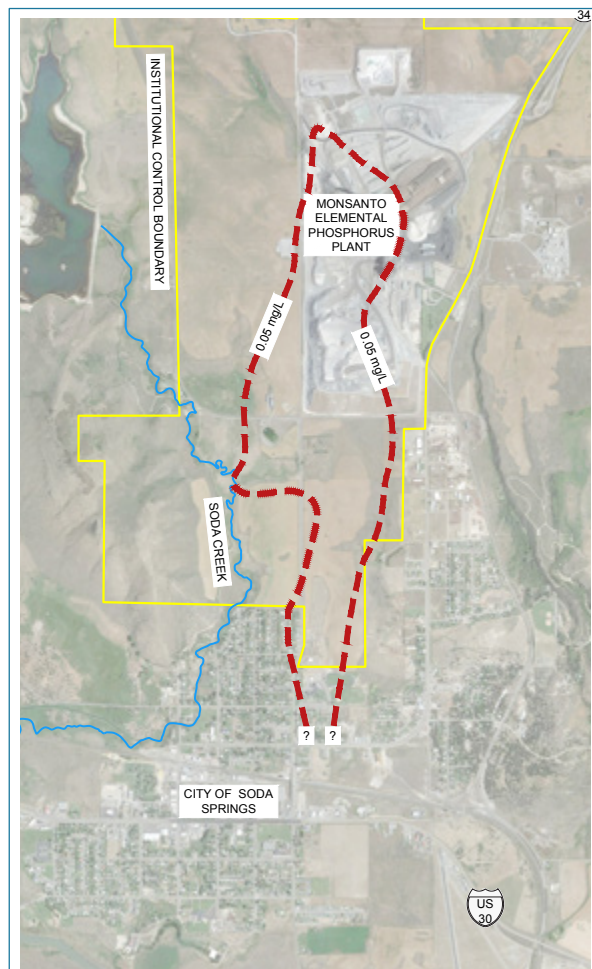 34
INSTITUTIONAL CONTROL BOUNDARY
MONSANTO
ELEMENTAL
PHOSPHORUS
PLANT
0.05 mg/L
0.05 mg/L
SODA CREEK
?
?
CITY OF SODA
SPRINGS
US
30